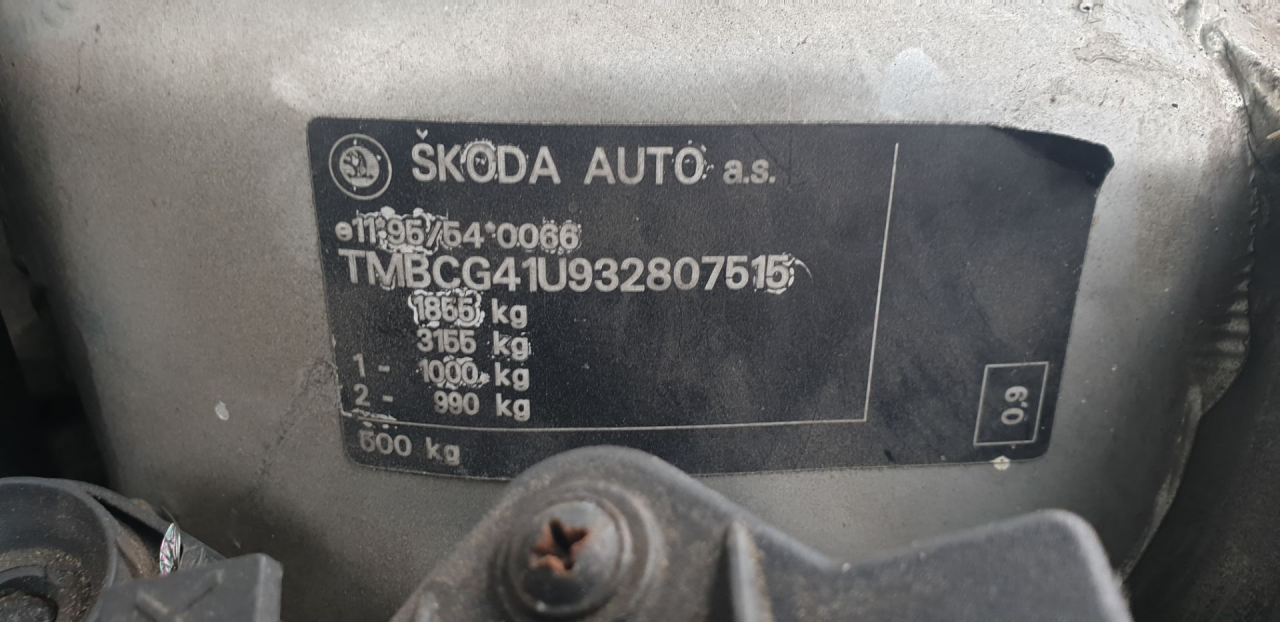 ŠKODA AUTO a.s.
e11*95/54*0066
TMBCG41U932807515
1855 kg
3155 kg
1 - 1000 kg
2 - 990 kg
500 kg
0,9